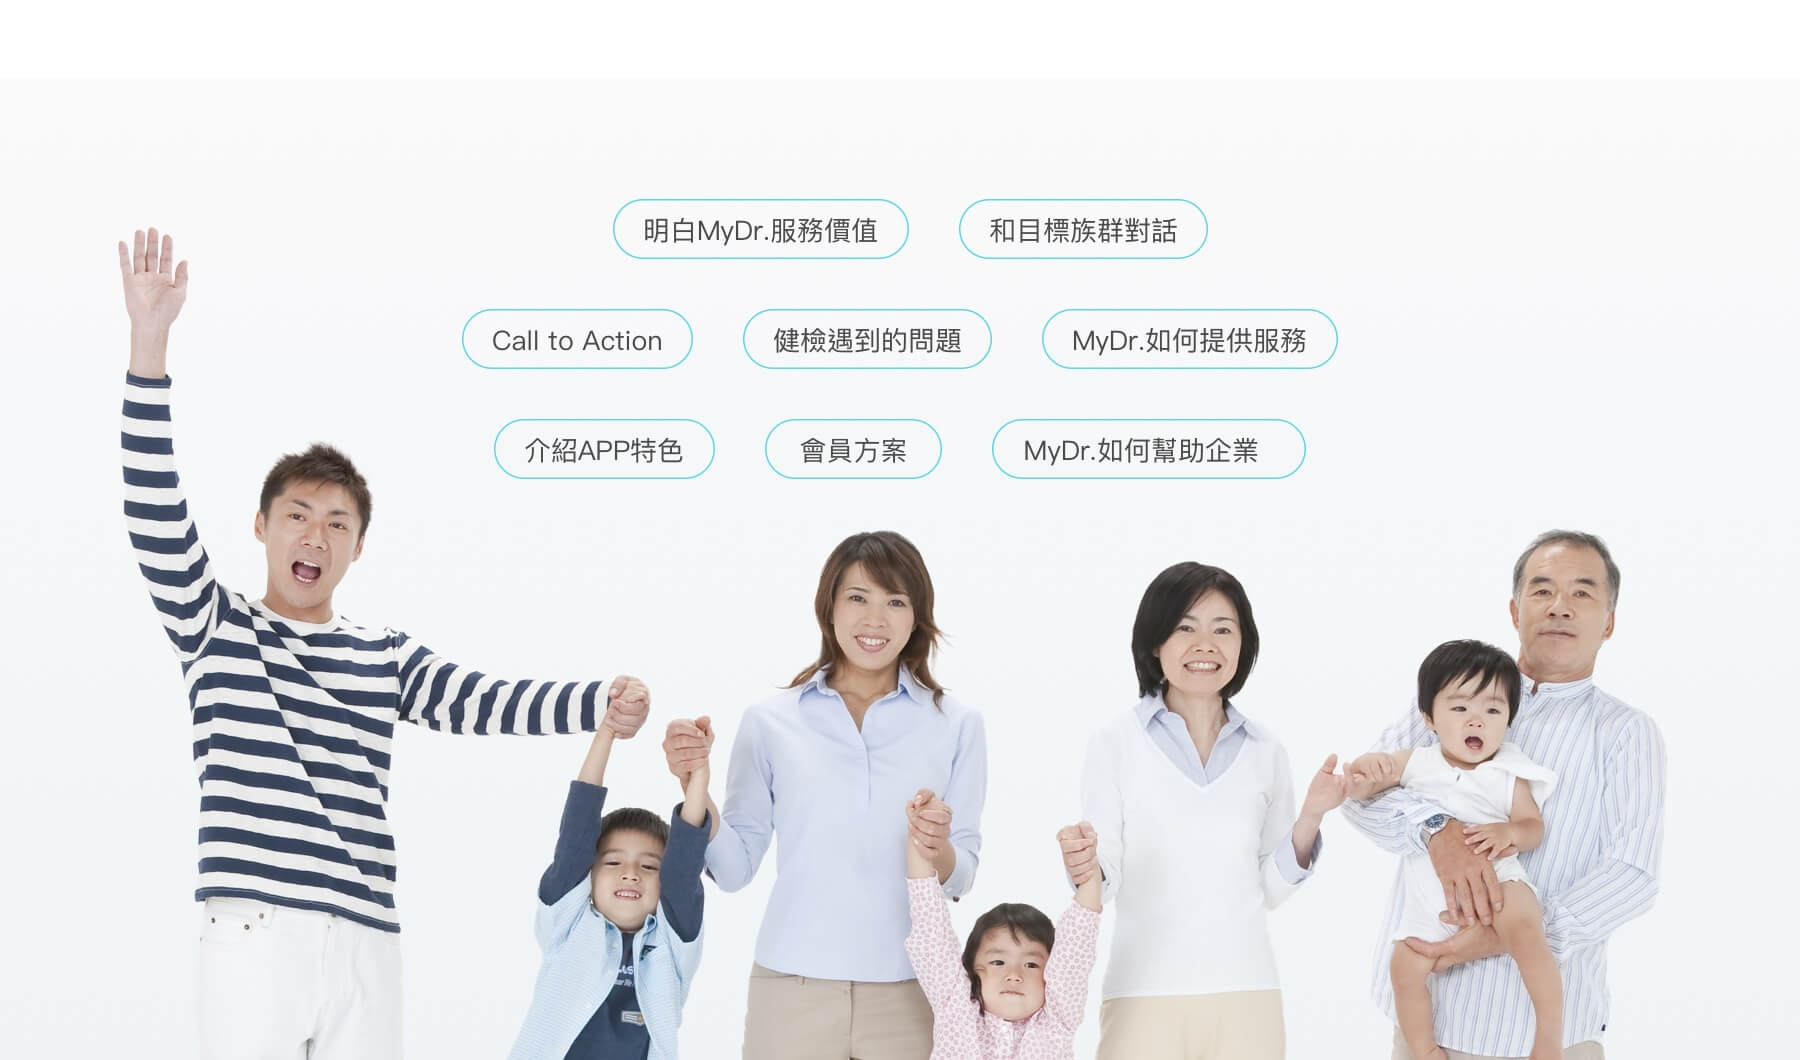 明白MyDr.服務價值
和目標族群對話
Call to Action
健檢遇到的問題
MyDr.如何提供服務
介紹APP特色
會員方案
MyDr.如何幫助企業